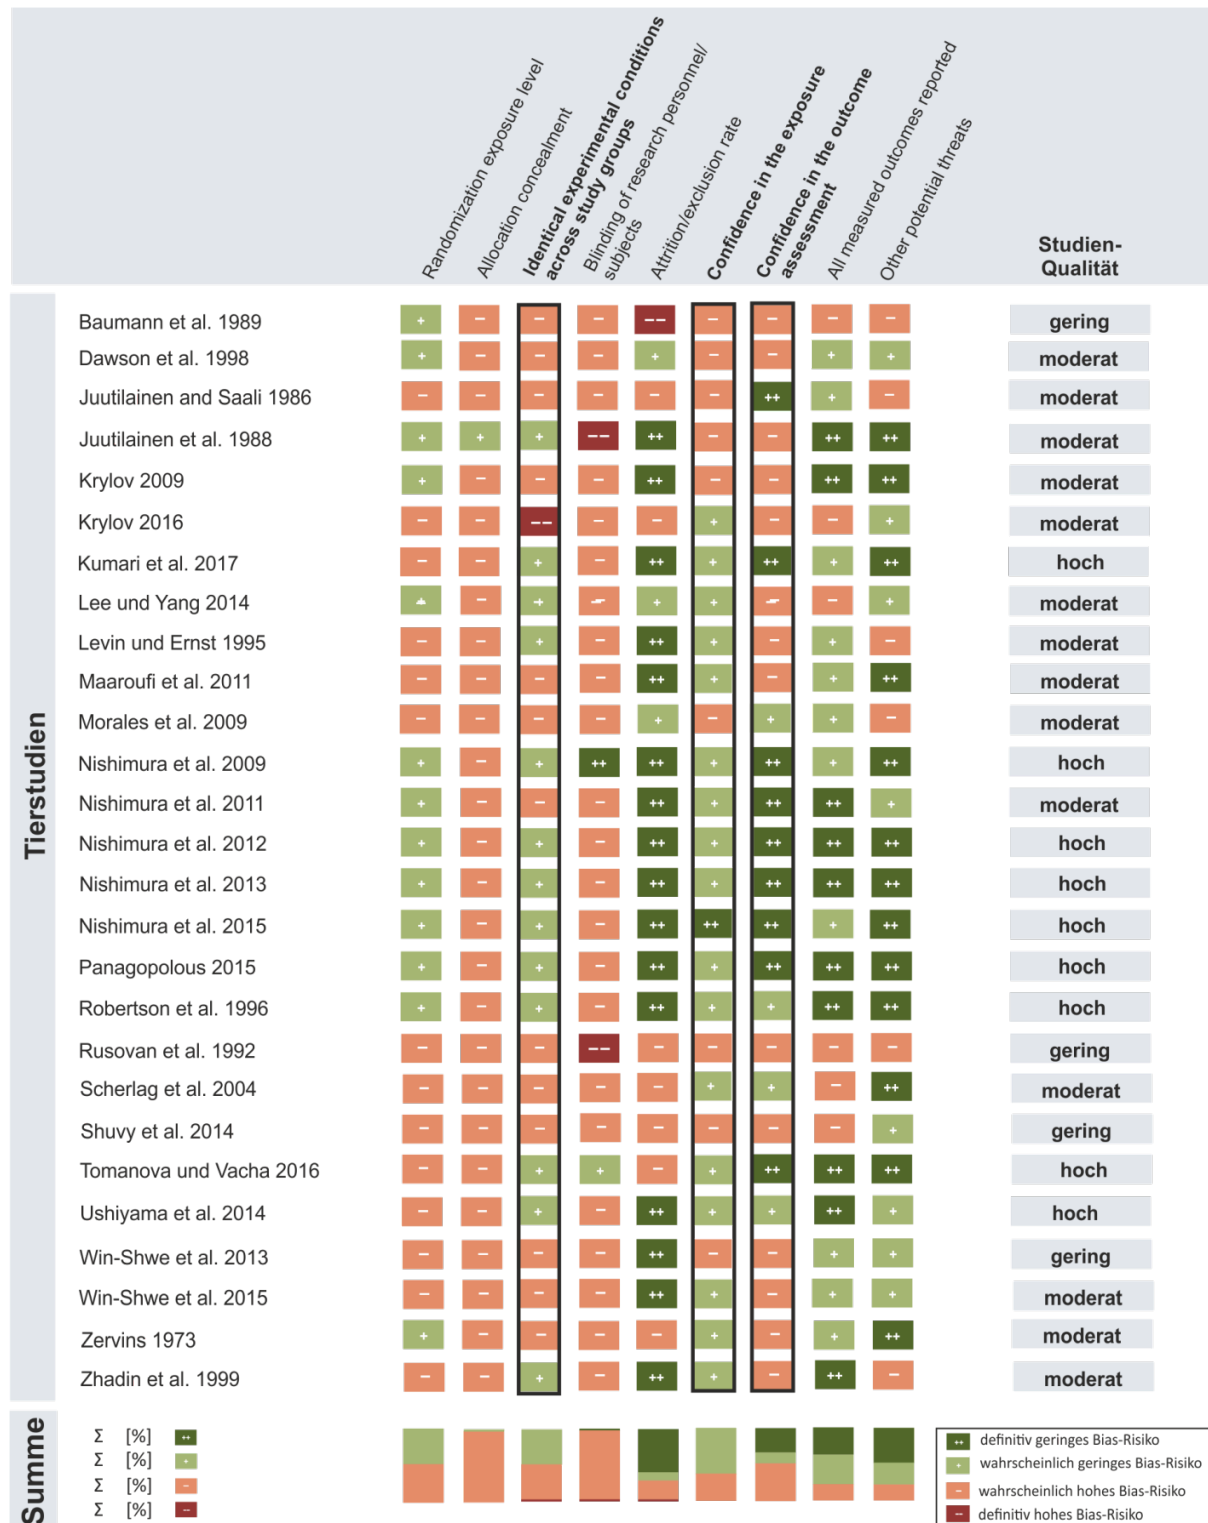 Randomization exposure level
Allocation concealment
Identical experimental conditions
across study groups
Blinding of research personnel/
subjects
Attrition/exclusion rate
Confidence in the exposure
Confidence in the outcome
assessment
All measured outcomes reported
Other potential threats
Studien-
Qualität
Tierstudien
Baumann et al. 1989 + − − − −− − − − − gering
Dawson et al. 1998 + − − − + − − + + moderat
Juutilainen and Saali 1986 − − − − − − ++ + − moderat
Juutilainen et al. 1988 + + + −− ++ − − ++ ++ moderat
Krylov 2009 + − − − ++ − − ++ ++ moderat
Krylov 2016 − − −− − − + − − + moderat
Kumari et al. 2017 − − + − ++ + ++ + ++ hoch
Lee und Yang 2014 + − + − + + − − + moderat
Levin und Ernst 1995 − − + − ++ + − + − moderat
Maaroufi et al. 2011 − − − − ++ + − + ++ moderat
Morales et al. 2009 − − − − + − + + − moderat
Nishimura et al. 2009 + − + ++ ++ + ++ + ++ hoch
Nishimura et al. 2011 + − − − ++ + ++ ++ + moderat
Nishimura et al. 2012 + − + − ++ + ++ ++ ++ hoch
Nishimura et al. 2013 + − + − ++ + ++ ++ ++ hoch
Nishimura et al. 2015 + − + − ++ ++ ++ + ++ hoch
Panagopolous 2015 + − + − ++ + ++ ++ ++ hoch
Robertson et al. 1996 + − + − ++ + + ++ ++ hoch
Rusovan et al. 1992 − − − −− − − − − − gering
Scherlag et al. 2004 − − − − − + + − ++ moderat
Shuvy et al. 2014 − − − − − − − − + gering
Tomanova und Vacha 2016 − − + + − + ++ ++ ++ hoch
Ushiyama et al. 2014 − − + − ++ + + ++ + hoch
Win-Shwe et al. 2013 − − − − ++ − − + + gering
Win-Shwe et al. 2015 − − − − ++ + − + + moderat
Zervins 1973 + − − − − + − + ++ moderat
Zhadin et al. 1999 − − + − ++ + − ++ − moderat
Summe
Σ [%] ++
Σ [%] +
Σ [%] −
Σ [%] −−
++ definitiv geringes Bias-Risiko
+ wahrscheinlich geringes Bias-Risiko
− wahrscheinlich hohes Bias-Risiko
−− definitiv hohes Bias-Risiko